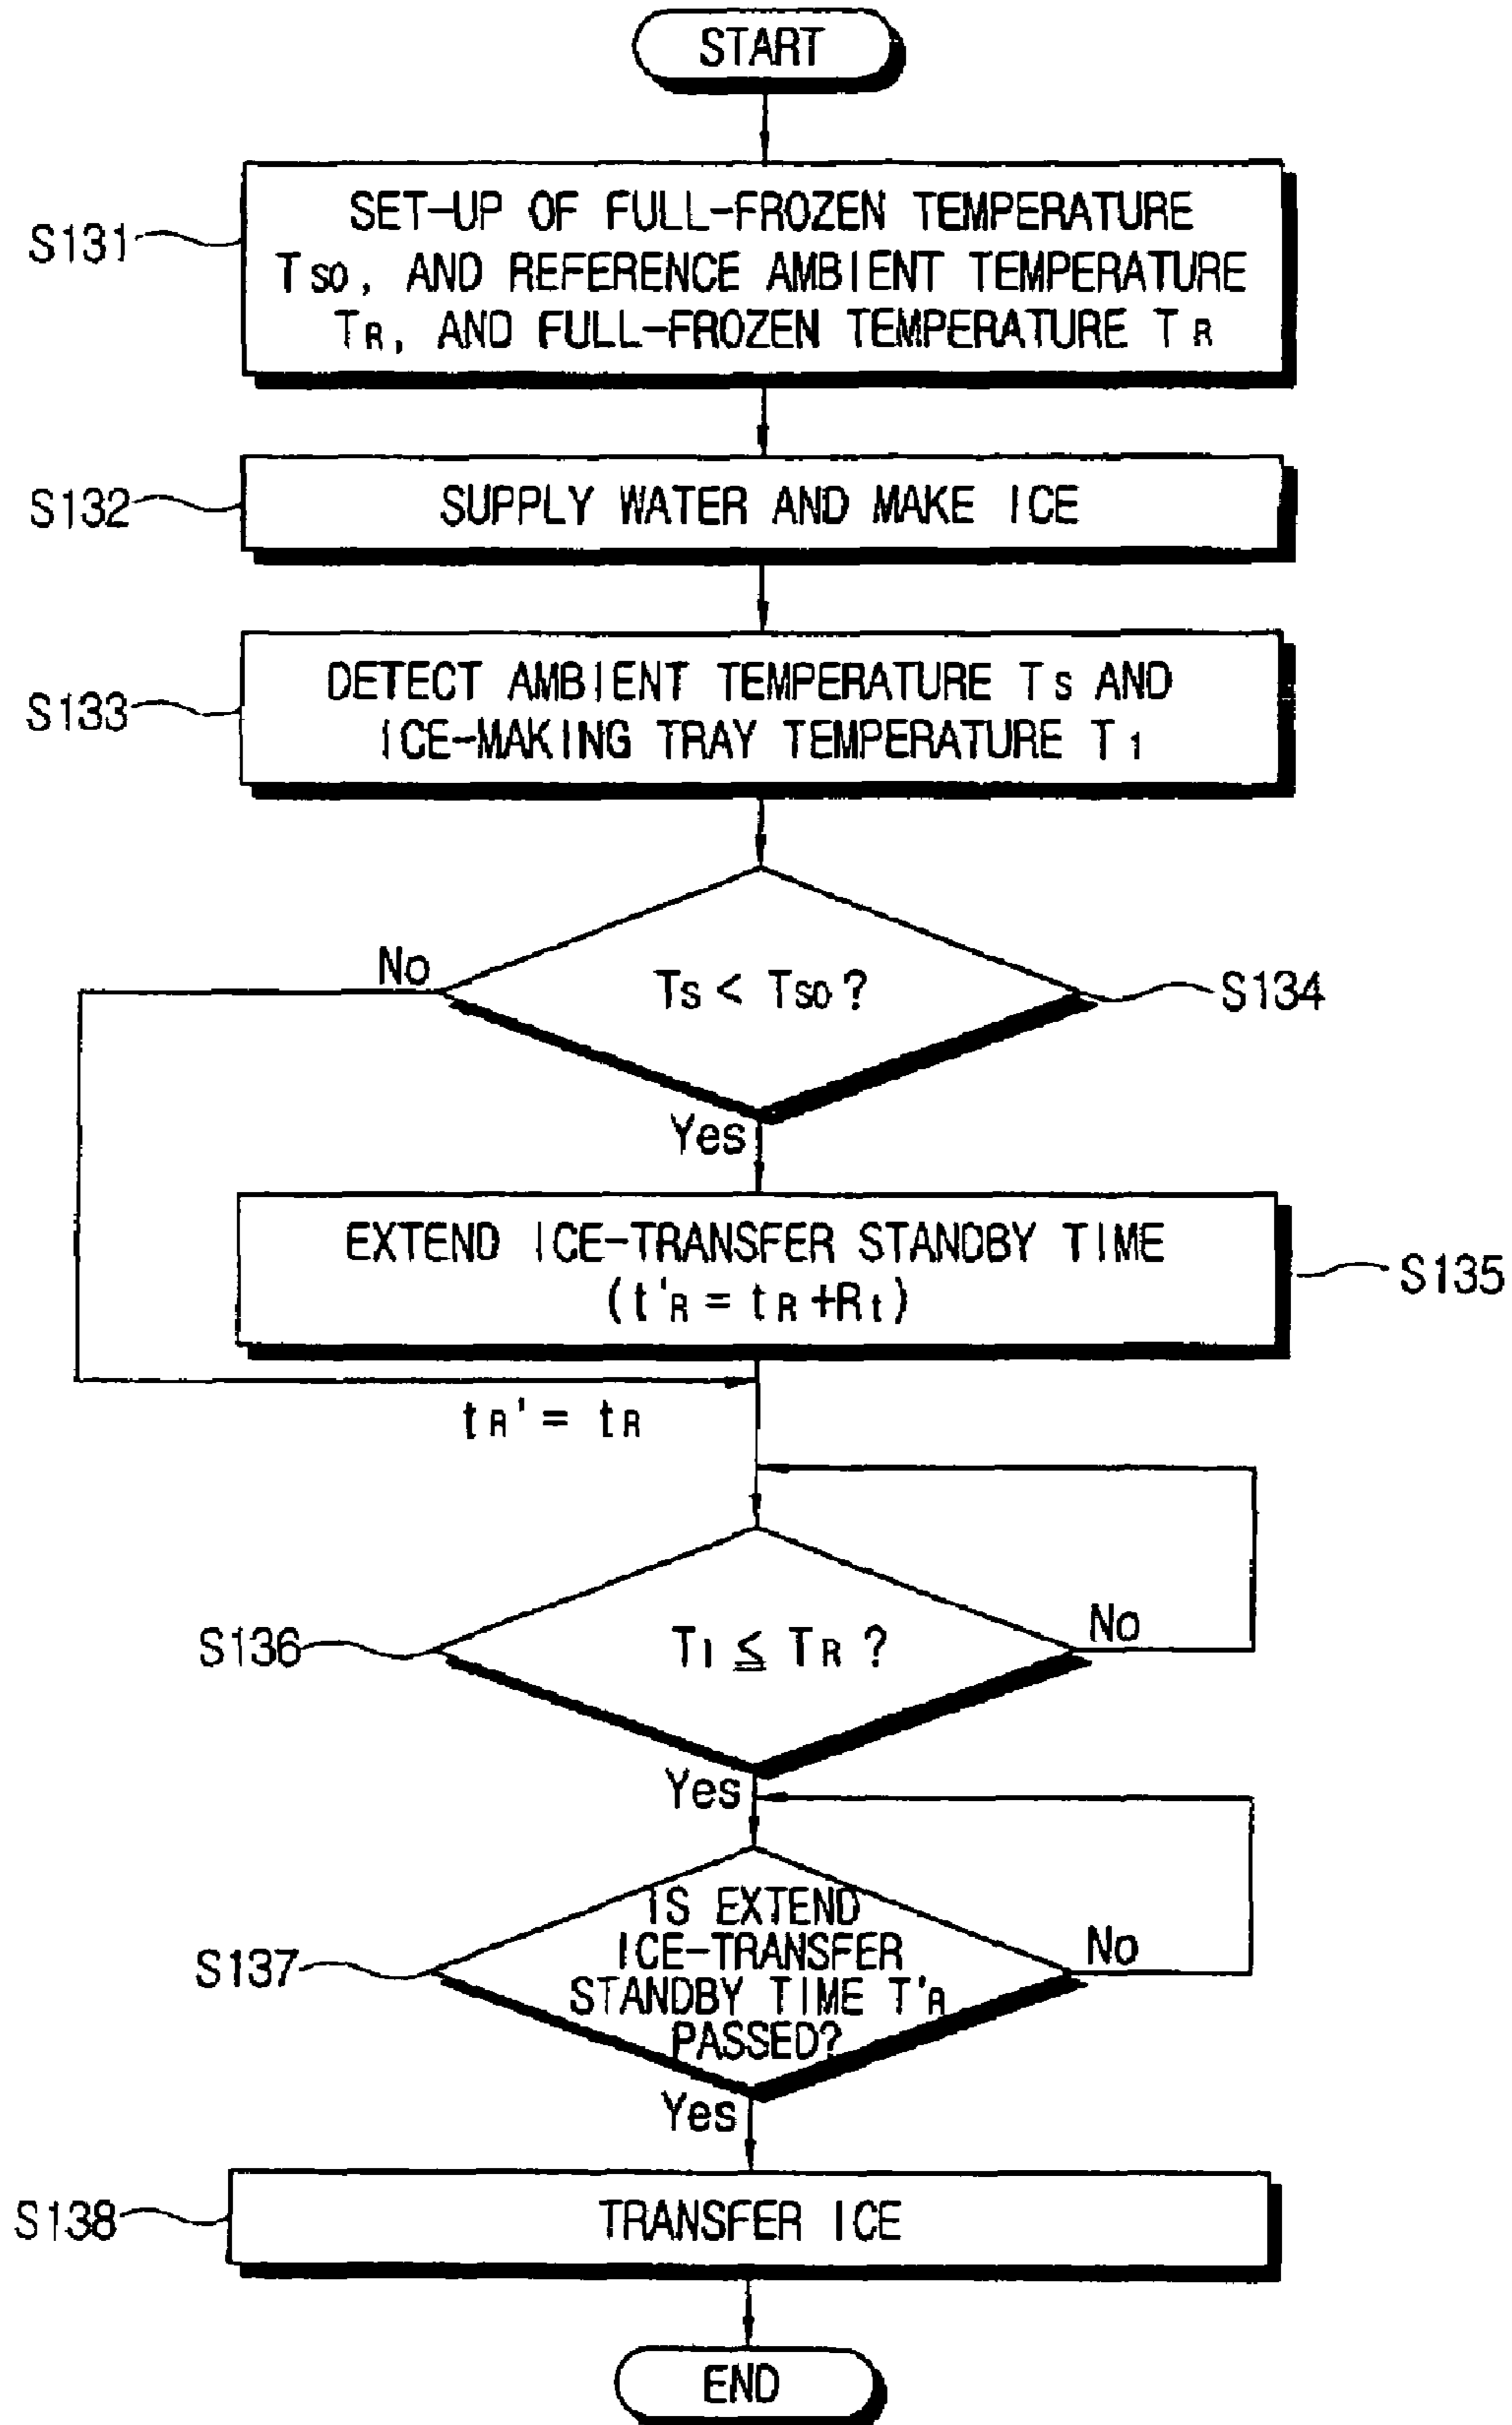 START
S131
SET-UP OF FULL-FROZEN TEMPERATURE
TSO, AND REFERENCE AMBIENT TEMPERATURE
TR, AND FULL-FROZEN TEMPERATURE TR
S132
SUPPLY WATER AND MAKE ICE
S133
DETECT AMBIENT TEMPERATURE TS AND
ICE-MAKING TRAY TEMPERATURE T1
No
TS < TSO ?
S134
Yes
EXTEND ICE-TRANSFER STANDBY TIME
(t'R = tR +Rt)
S135
tR' = tR
S136
TI ≦ TR ?
No
Yes
S137
IS EXTEND
ICE-TRANSFER
STANDBY TIME T'R
PASSED?
No
Yes
S138
TRANSFER ICE
END